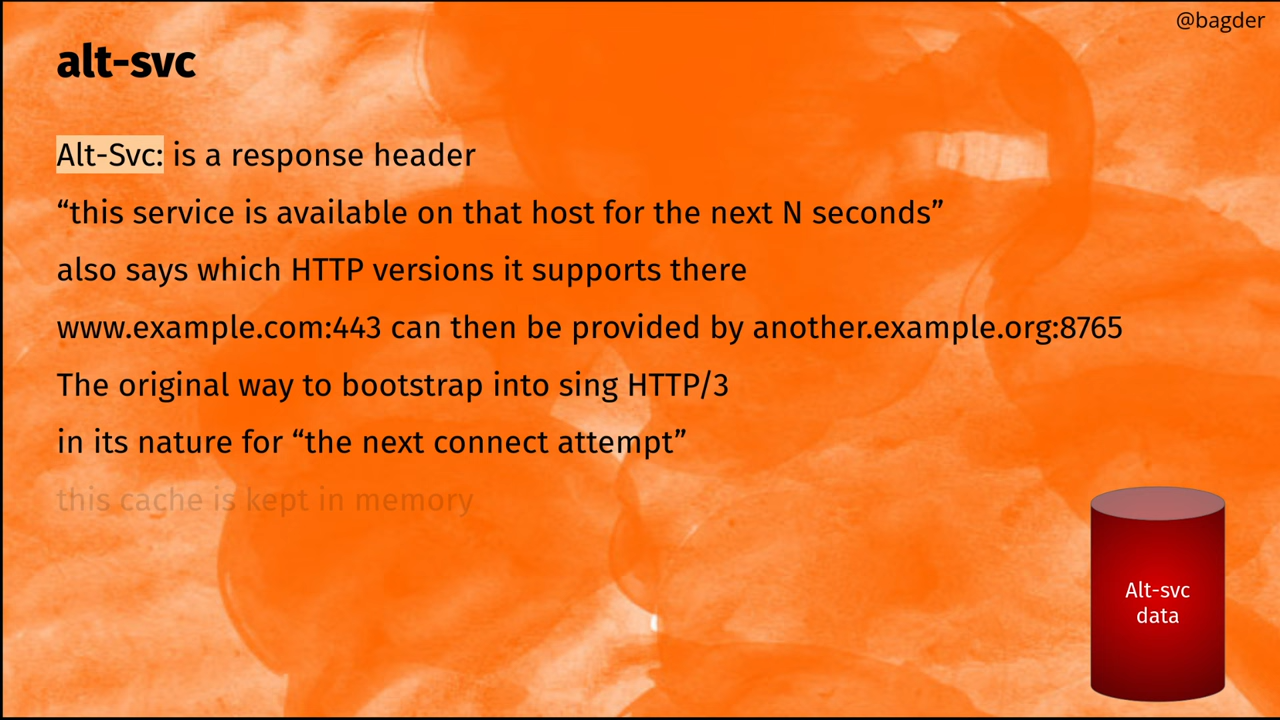 @bagder
alt-svc
Alt-Svc: is a response header
“this service is available on that host for the next N seconds”
also says which HTTP versions it supports there
www.example.com:443 can then be provided by another.example.org:8765
The original way to bootstrap into sing HTTP/3
in its nature for “the next connect attempt”
this cache is kept in memory
Alt-svc
data